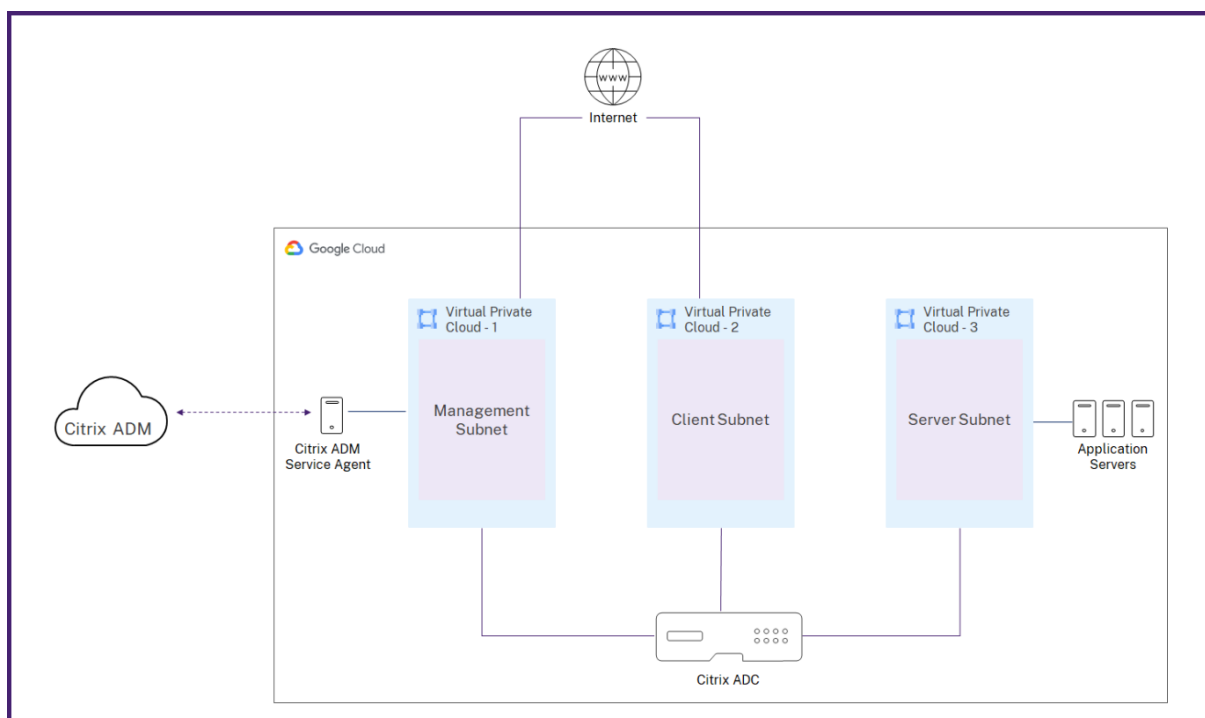 www
Internet
Google Cloud
Virtual Private
Cloud - 1
Virtual Private
Cloud - 2
Virtual Private
Cloud - 3
Management
Subnet
Client Subnet
Server Subnet
Citrix ADM
Citrix ADM
Service Agent
Application
Servers
Citrix ADC